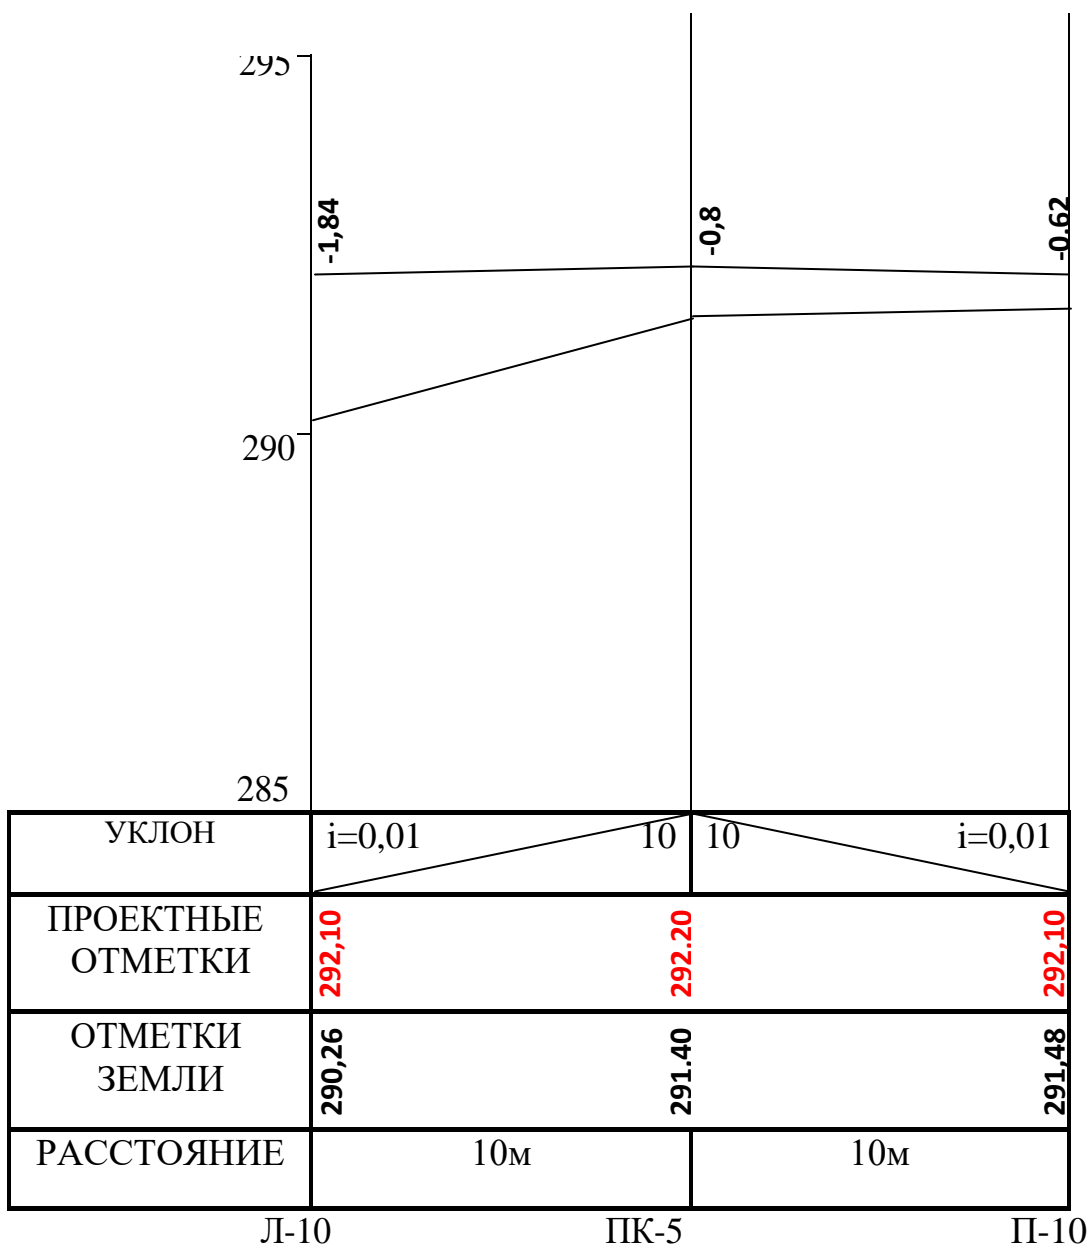 295
-1,84
-0,8
-0.62
290
285
УКЛОН
i=0,01
10
10
i=0,01
ПРОЕКТНЫЕ
ОТМЕТКИ
292,10
292.20
292,10
ОТМЕТКИ
ЗЕМЛИ
290,26
291.40
291,48
РАССТОЯНИЕ
10м
10м
Л-10
ПК-5
П-10